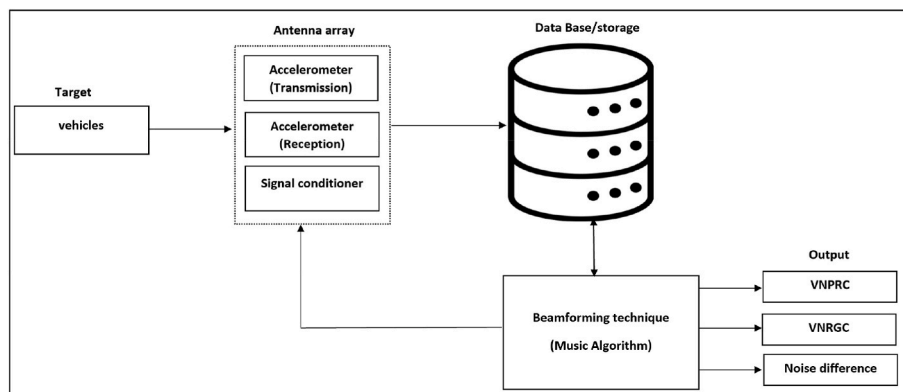 Antenna array
Data Base/storage
Accelerometer
(Transmission)
Target
vehicles
Accelerometer
(Reception)
Signal conditioner
Output
VNPRC
Beamforming technique
(Music Algorithm)
VNRGC
Noise difference